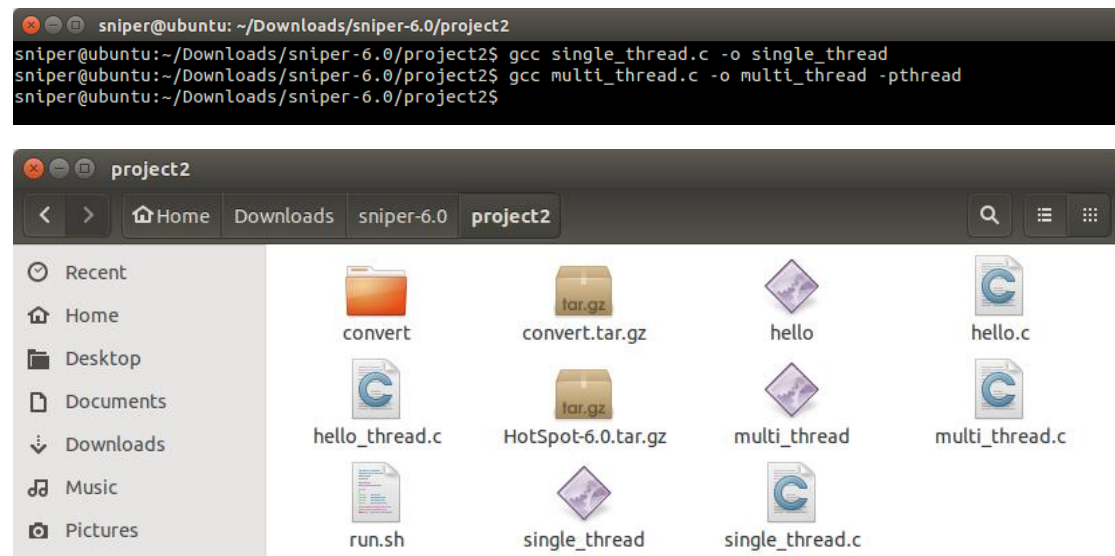 sniper@ubuntu: ~/Downloads/sniper-6.0/project2
sniper@ubuntu:~/Downloads/sniper-6.0/project2$ gcc single_thread.c -o single_thread
sniper@ubuntu:~/Downloads/sniper-6.0/project2$ gcc multi_thread.c -o multi_thread -pthread
sniper@ubuntu:~/Downloads/sniper-6.0/project2$
project2
Home Downloads sniper-6.0 project2
Recent
Home
Desktop
Documents
Downloads
Music
Pictures
tar.gz
convert convert.tar.gz hello hello.c
tar.gz
hello_thread.c HotSpot-6.0.tar.gz multi_thread multi_thread.c
run.sh single_thread single_thread.c